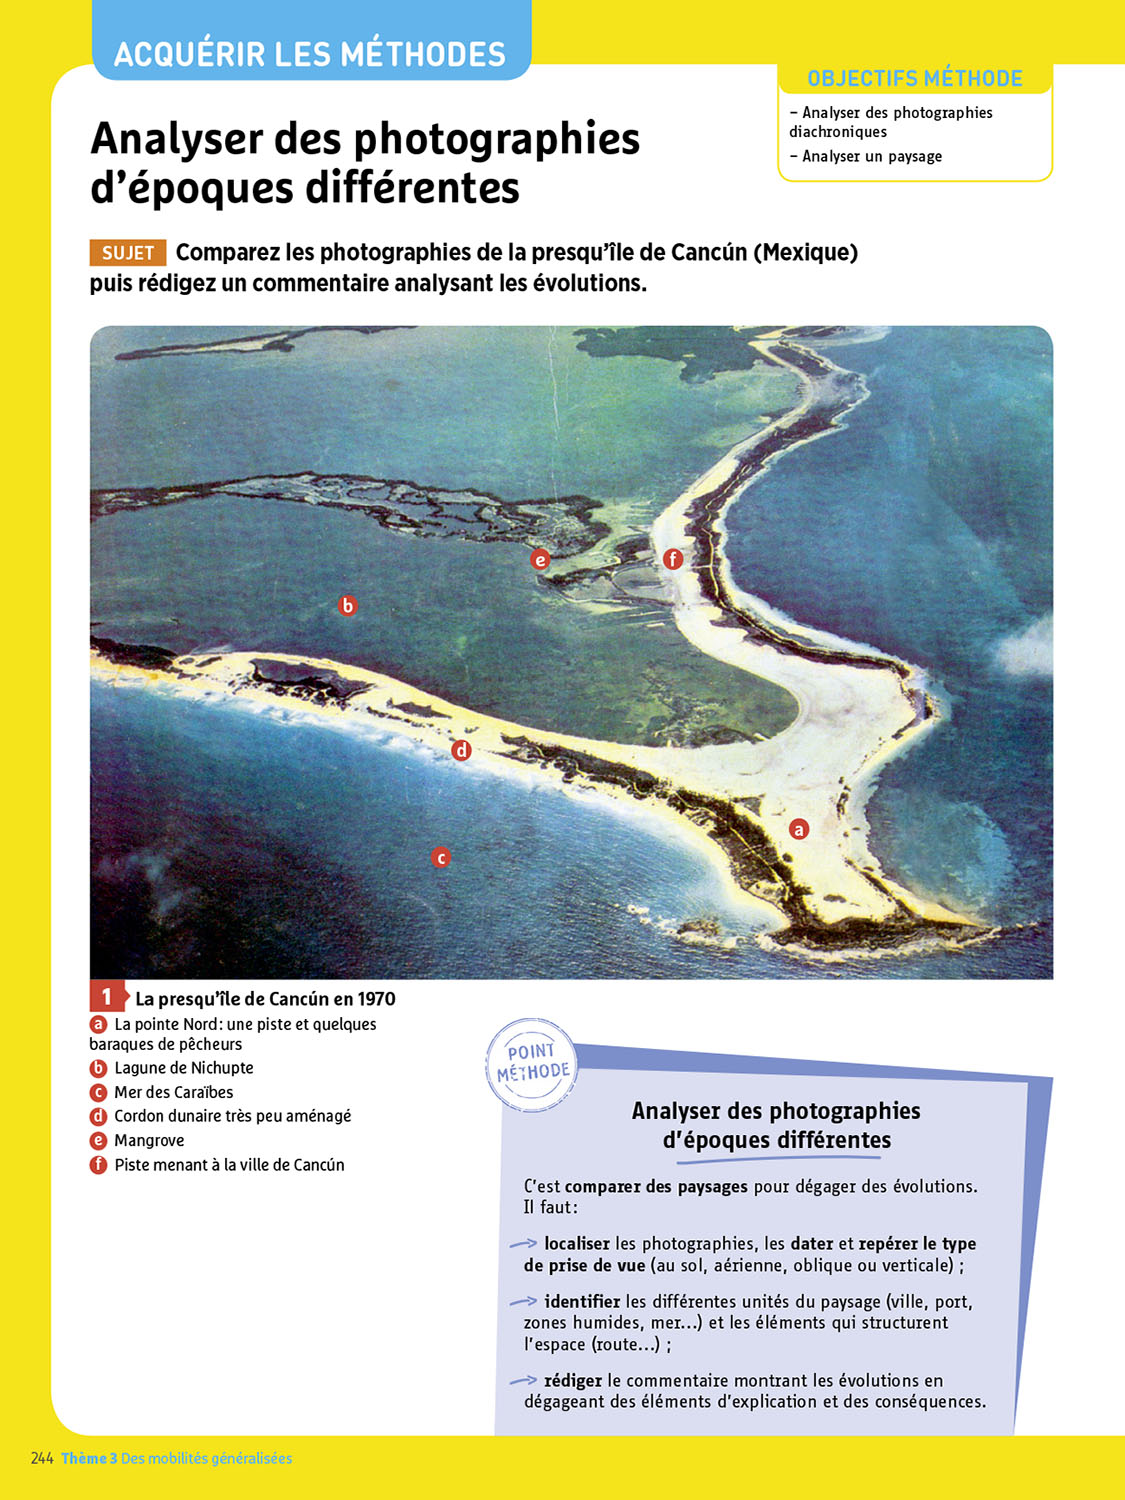 ACQUÉRIR LES MÉTHODES
OBJECTIFS MÉTHODE
– Analyser des photographies
diachroniques
– Analyser un paysage
Analyser des photographies
d’époques différentes
SUJET Comparez les photographies de la presqu’île de Cancún (Mexique)
puis rédigez un commentaire analysant les évolutions.
e
f
b
d
a
c
1 La presqu’île de Cancún en 1970
a La pointe Nord : une piste et quelques
baraques de pêcheurs
b Lagune de Nichupte
c Mer des Caraïbes
d Cordon dunaire très peu aménagé
e Mangrove
f Piste menant à la ville de Cancún
POINT
MÉTHODE
Analyser des photographies
d’époques différentes
C’est comparer des paysages pour dégager des évolutions.
Il faut :
localiser les photographies, les dater et repérer le type
de prise de vue (au sol, aérienne, oblique ou verticale) ;
identifier les différentes unités du paysage (ville, port,
zones humides, mer…) et les éléments qui structurent
l’espace (route…) ;
rédiger le commentaire montrant les évolutions en
dégageant des éléments d’explication et des conséquences.
244 Thème 3 Des mobilités généralisées